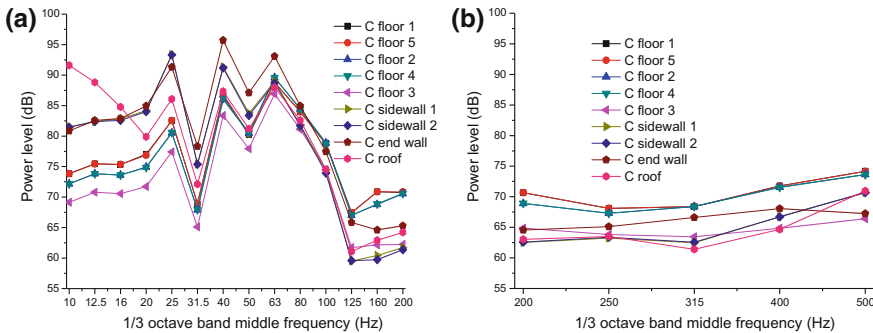 (a)
100
95
90
85
80
75
70
65
60
55
Power level (dB)
10 12.5 16 20 25 31.5 40 50 63 80 100 125 160 200
1/3 octave band middle frequency (Hz)
C floor 1
C floor 5
C floor 2
C floor 4
C floor 3
C sidewall 1
C sidewall 2
C end wall
C roof
(b)
100
95
90
85
80
75
70
65
60
55
Power level (dB)
200 250 315 400 500
1/3 octave band middle frequency (Hz)
C floor 1
C floor 5
C floor 2
C floor 4
C floor 3
C sidewall 1
C sidewall 2
C end wall
C roof